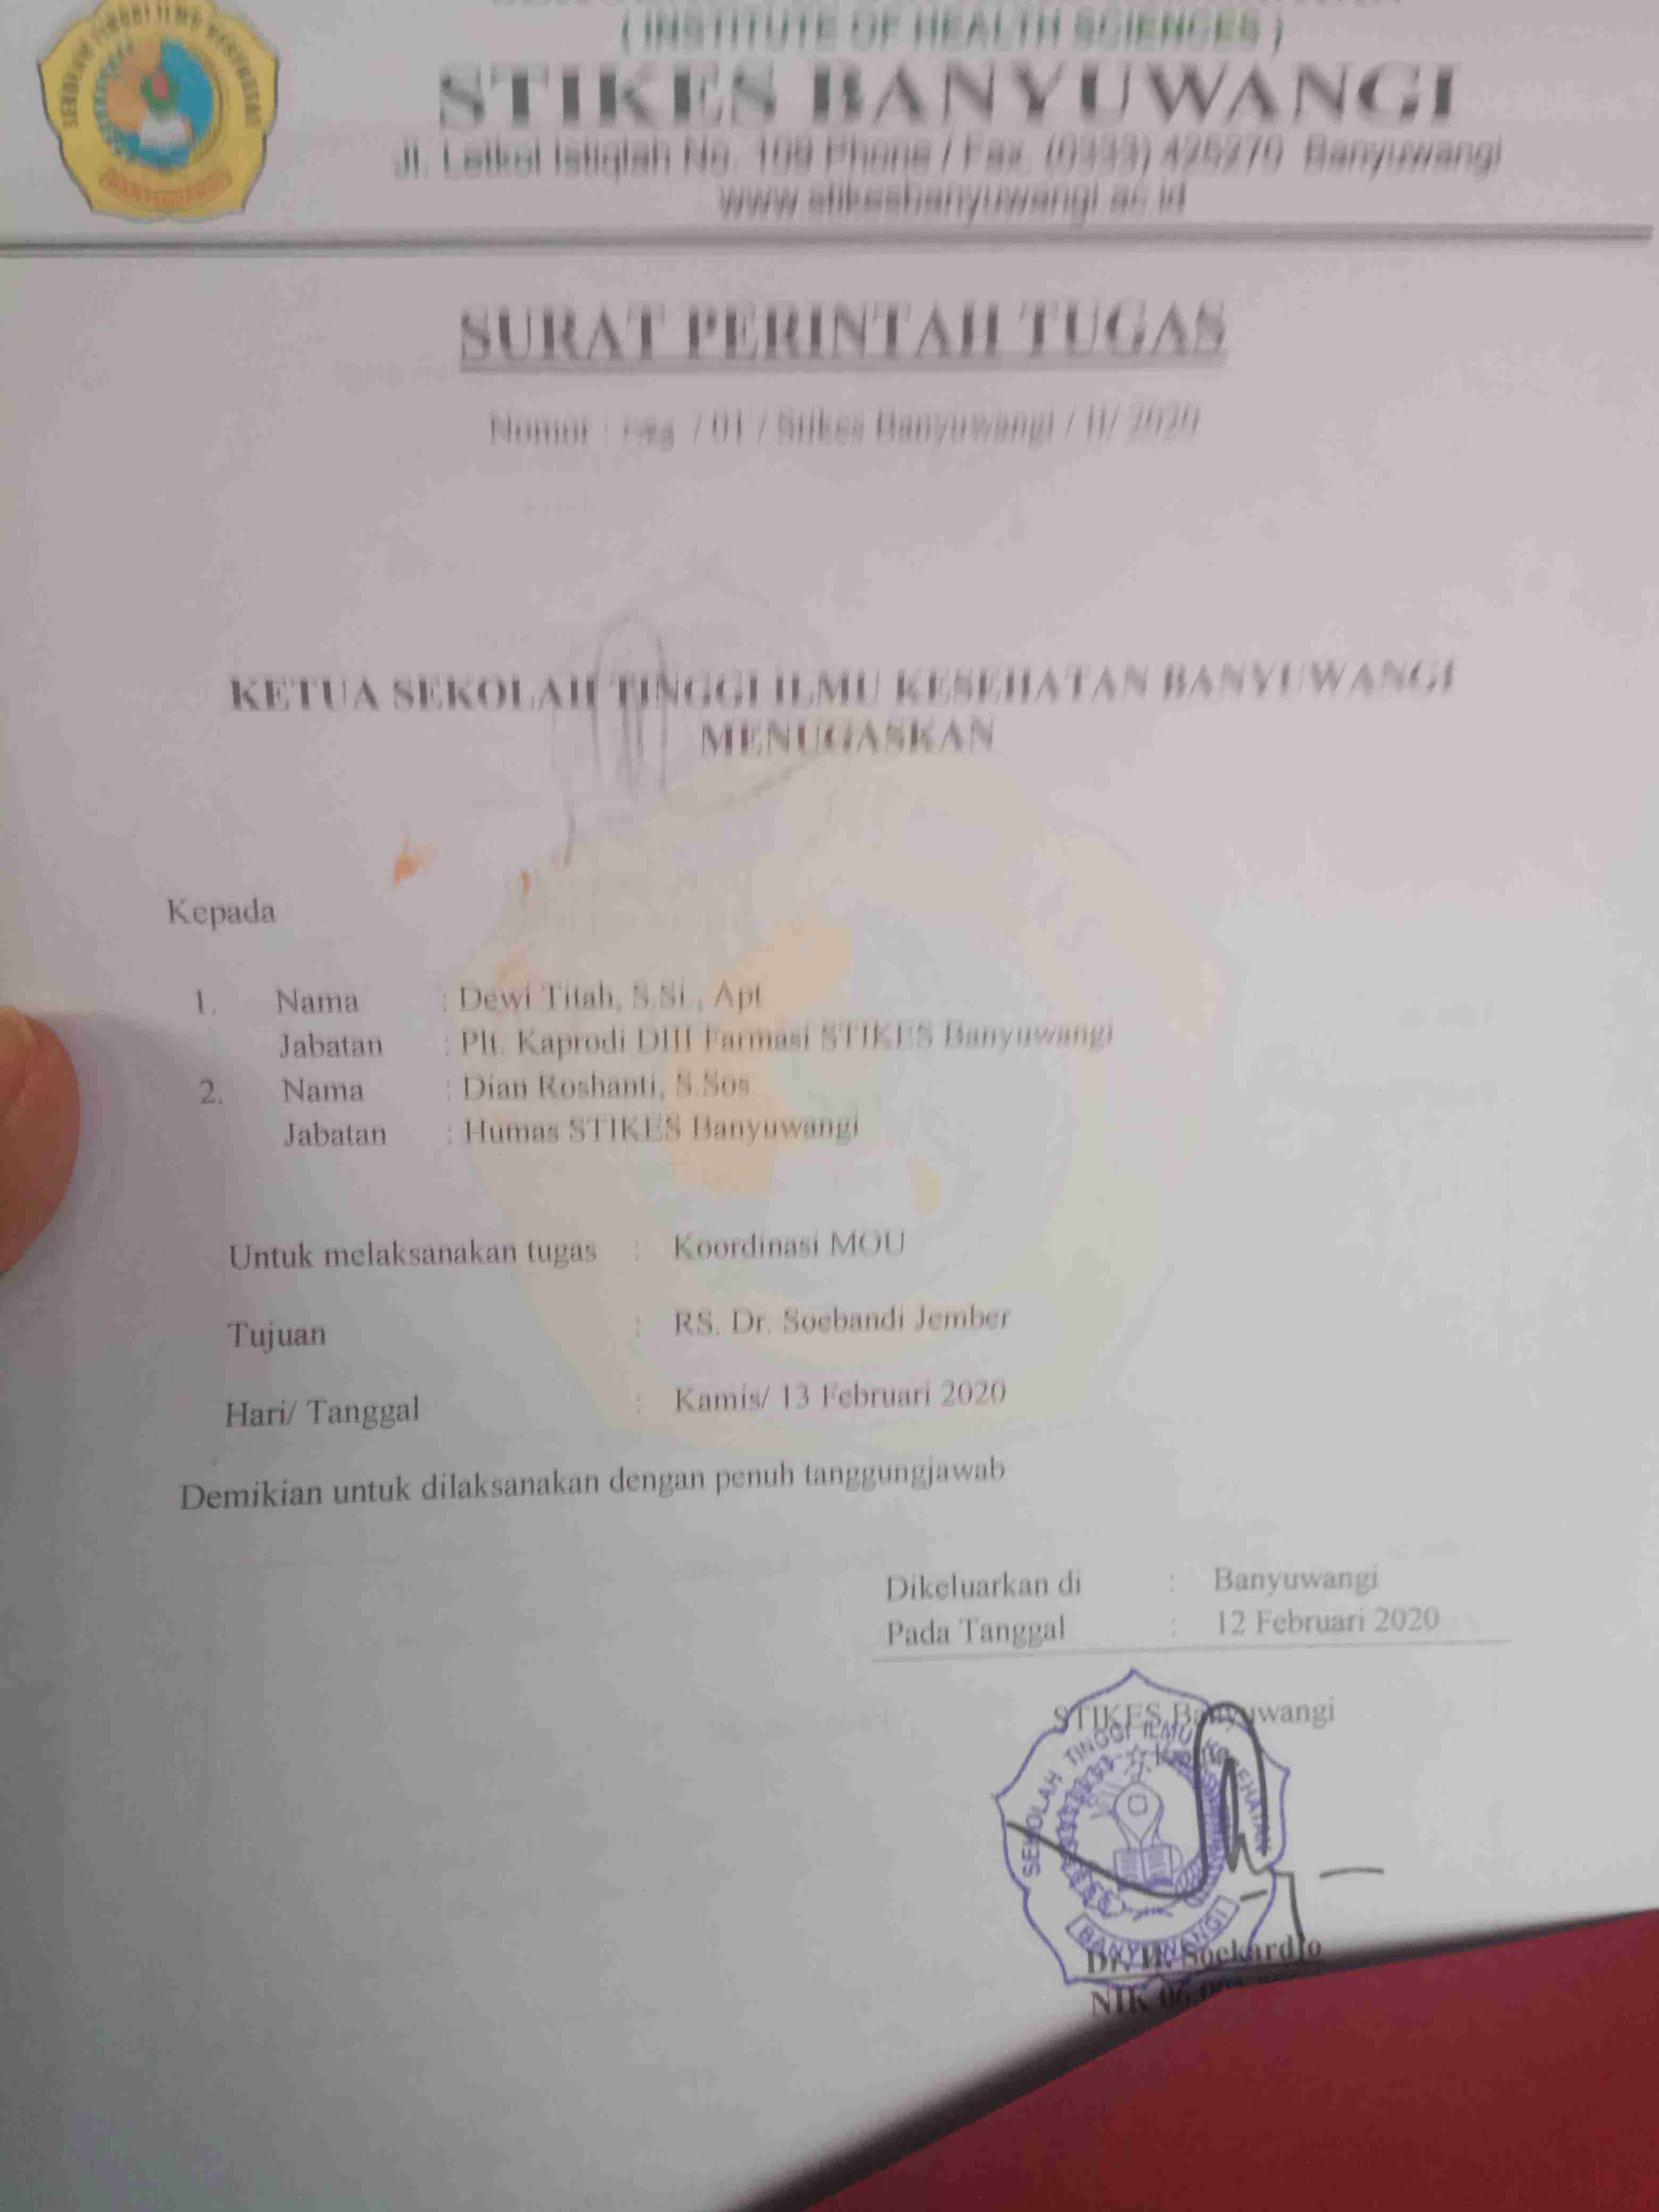 ( INSTITUTE OF HEALTH SCIENCES )
STIKES BANYUWANGI
Jl. Letkol Istiqlah No. 109 Phone / Fax. (0333) 425270 Banyuwangi
www.stikesbanyuwangi.ac.id
SURAT PERINTAH TUGAS
Nomor : / 01 / Stikes Banyuwangi / II/ 2020
KETUA SEKOLAH TINGGI ILMU KESEHATAN BANYUWANGI
MENUGASKAN
Kepada
1. Nama : Dewi Titah, S.Si., Apt
Jabatan : Plt. Kaprodi DIII Farmasi STIKES Banyuwangi
2. Nama : Dian Roshanti, S.Sos
Jabatan : Humas STIKES Banyuwangi
Untuk melaksanakan tugas : Koordinasi MOU
Tujuan : RS. Dr. Soebandi Jember
Hari/ Tanggal : Kamis/ 13 Februari 2020
Demikian untuk dilaksanakan dengan penuh tanggungjawab
Dikeluarkan di : Banyuwangi
Pada Tanggal : 12 Februari 2020
STIKES Banyuwangi
Ketua
SEKOLAH TINGGI ILMU KESEHATAN
BANYUWANGI
Dr. H. Soekardjo
NIK 06